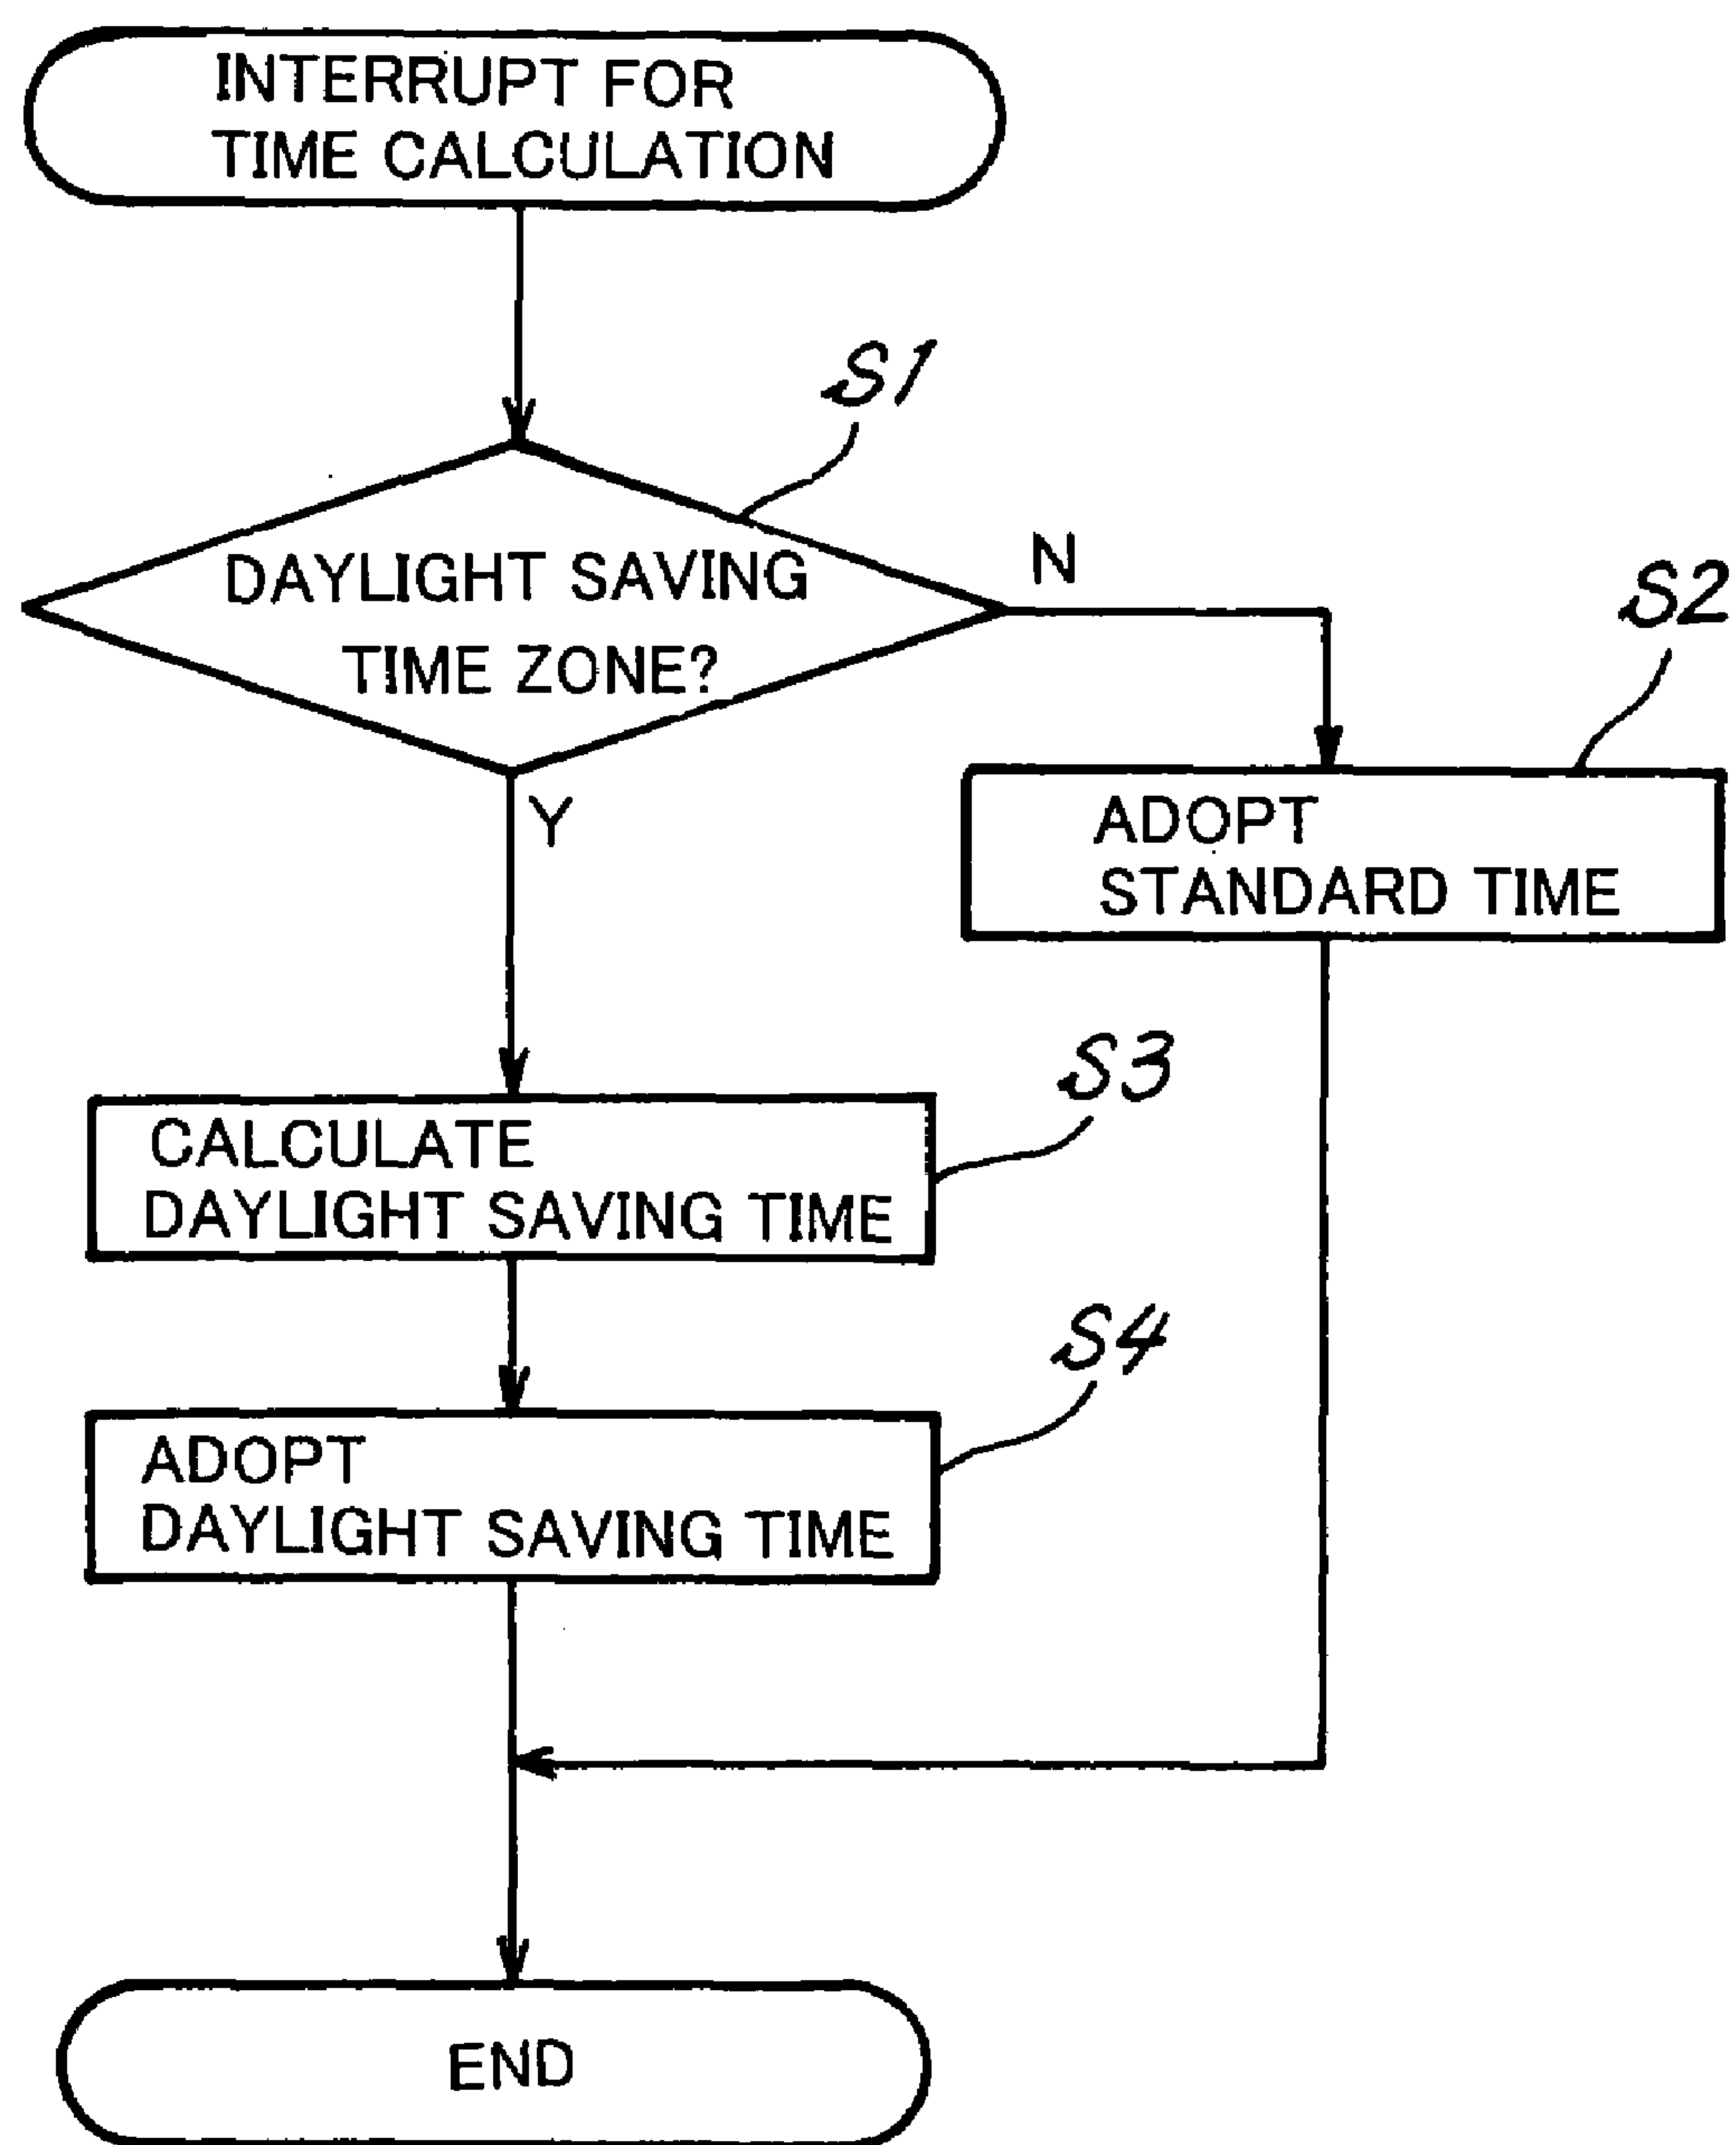 INTERRUPT FOR
TIME CALCULATION
S1
DAYLIGHT SAVING
TIME ZONE?
N
S2
Y
ADOPT
STANDARD TIME
S3
CALCULATE
DAYLIGHT SAVING TIME
S4
ADOPT
DAYLIGHT SAVING TIME
END